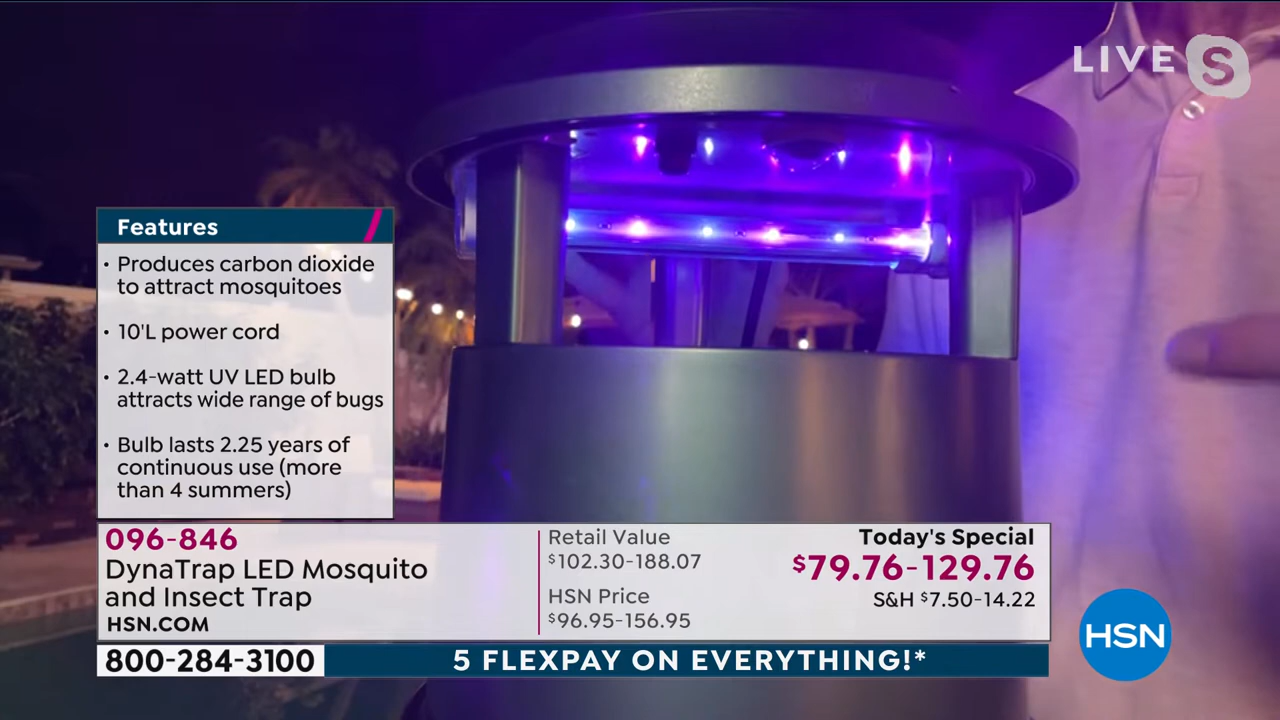 LIVE S
Features
• Produces carbon dioxide
to attract mosquitoes
• 10'L power cord
• 2.4-watt UV LED bulb
attracts wide range of bugs
• Bulb lasts 2.25 years of
continuous use (more
than 4 summers)
096-846
DynaTrap LED Mosquito
and Insect Trap
HSN.COM
Retail Value
$102.30-188.07
HSN Price
$96.95-156.95
Today's Special
$79.76-129.76
S&H $7.50-14.22
HSN
800-284-3100
5 FLEXPAY ON EVERYTHING!*